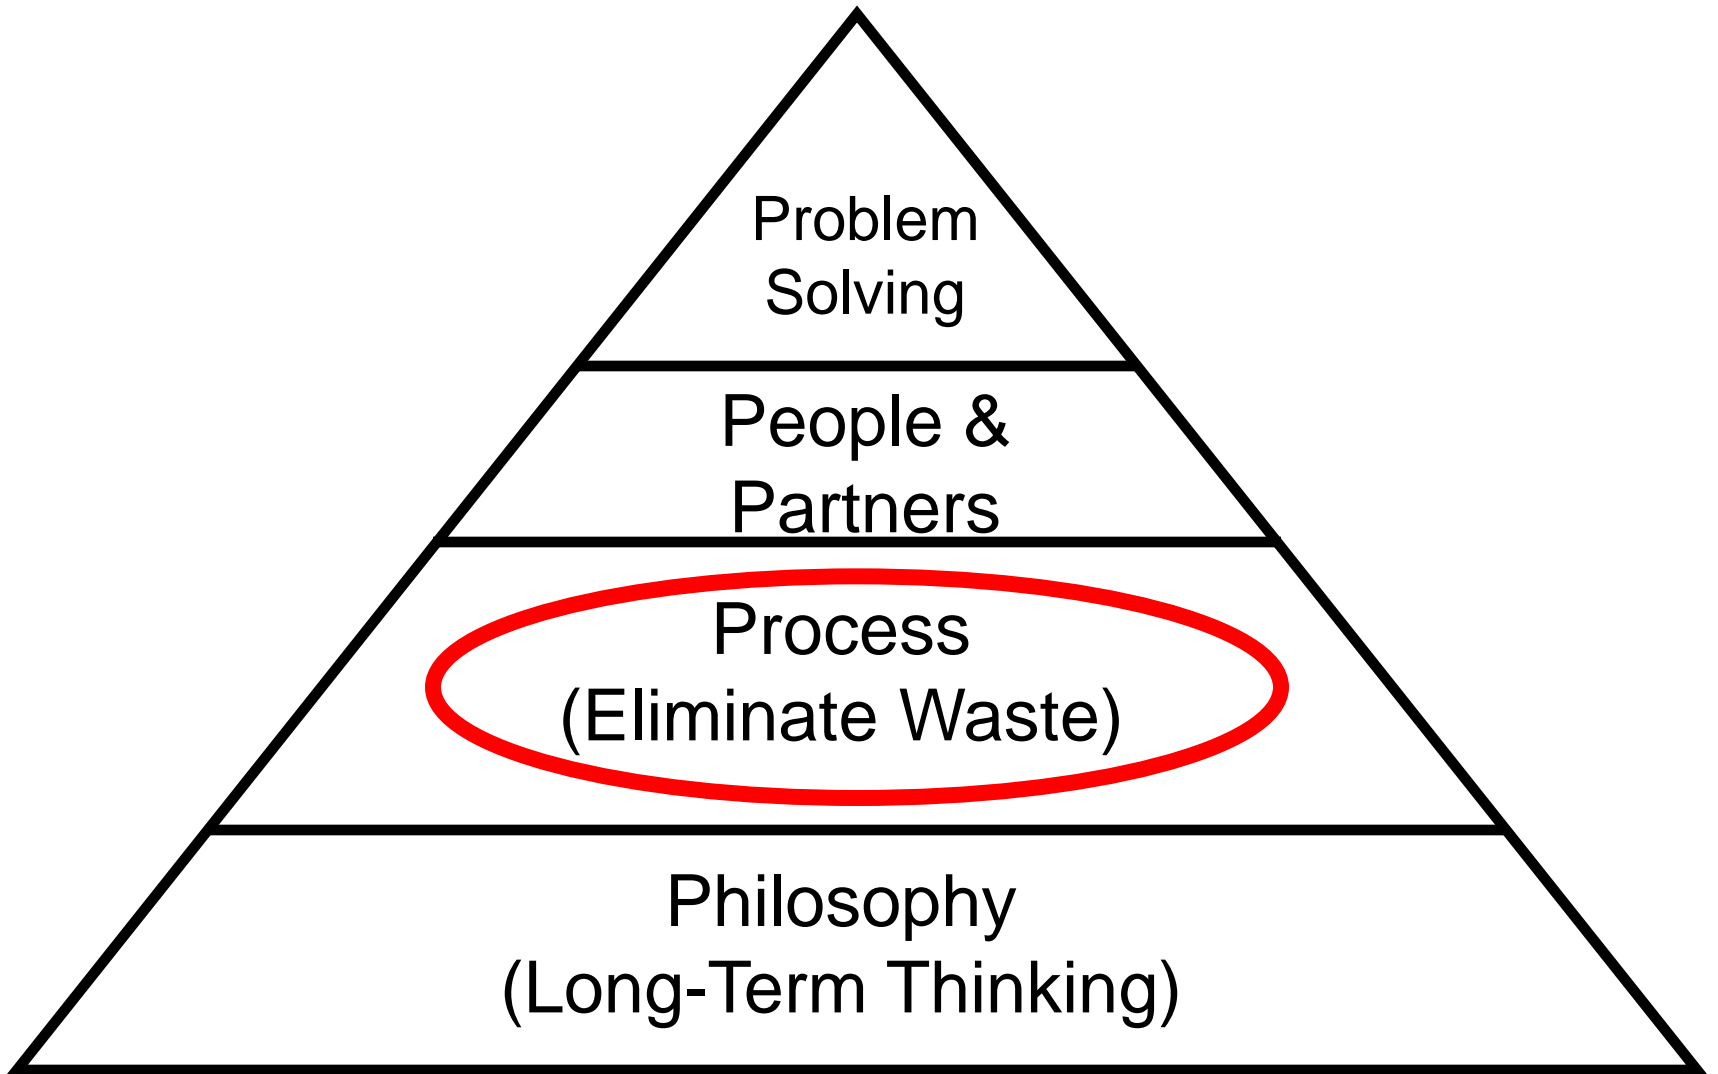 Problem
Solving
People &
Partners
Process
(Eliminate Waste)
Philosophy
(Long-Term Thinking)